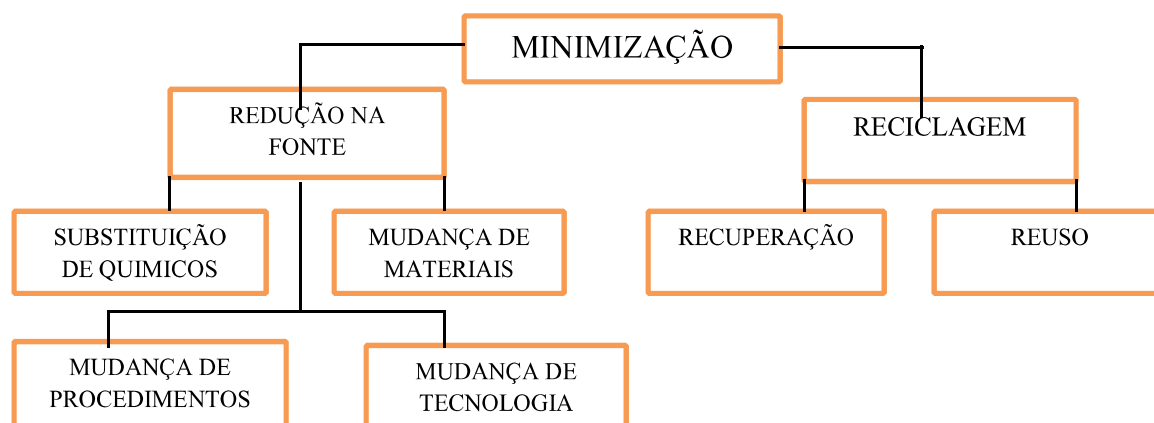 MINIMIZAÇÃO
REDUÇÃO NA
FONTE
RECICLAGEM
SUBSTITUIÇÃO
DE QUIMICOS
MUDANÇA DE
MATERIAIS
RECUPERAÇÃO
REUSO
MUDANÇA DE
PROCEDIMENTOS
MUDANÇA DE
TECNOLOGIA